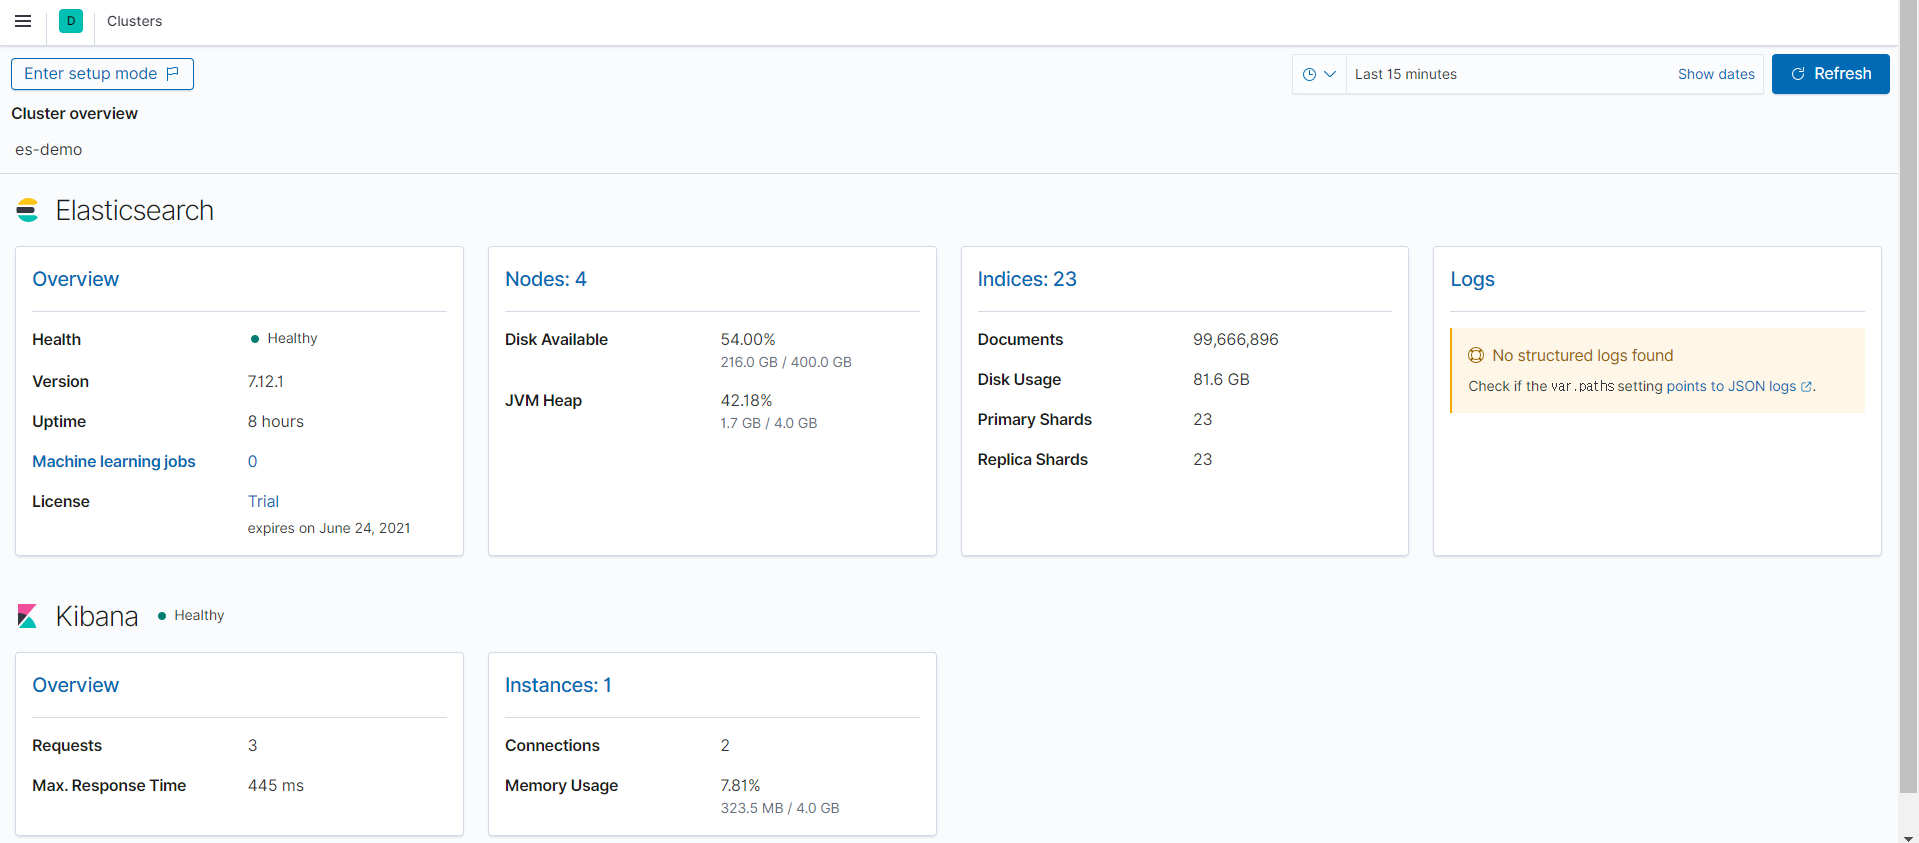 D Clusters
Enter setup mode
Last 15 minutes Show dates Refresh
Cluster overview
es-demo
Elasticsearch
Overview
Health Healthy
Version 7.12.1
Uptime 8 hours
Machine learning jobs 0
License Trial
expires on June 24, 2021
Nodes: 4
Disk Available 54.00%
216.0 GB / 400.0 GB
JVM Heap 42.18%
1.7 GB / 4.0 GB
Indices: 23
Documents 99,666,896
Disk Usage 81.6 GB
Primary Shards 23
Replica Shards 23
Logs
No structured logs found
Check if the var.paths setting points to JSON logs.
Kibana Healthy
Overview
Requests 3
Max. Response Time 445 ms
Instances: 1
Connections 2
Memory Usage 7.81%
323.5 MB / 4.0 GB